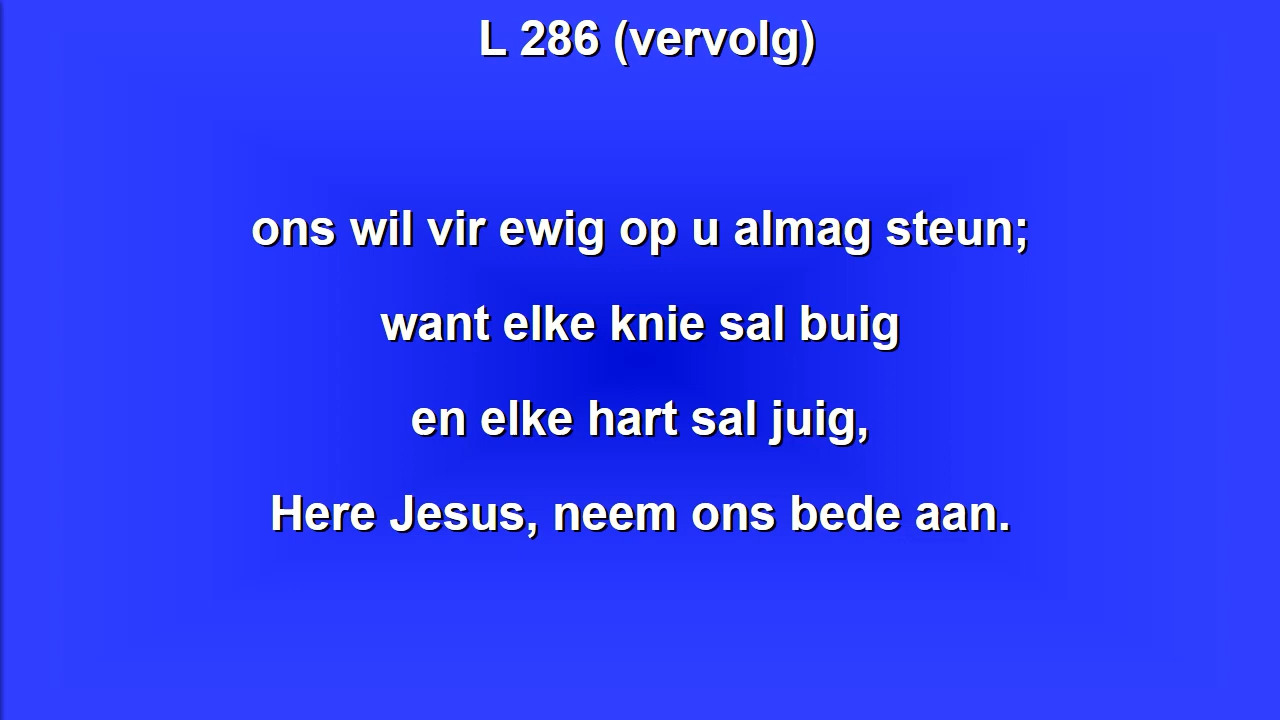 L 286 (vervolg)
ons wil vir ewig op u almag steun;
want elke knie sal buig
en elke hart sal juig,
Here Jesus, neem ons bede aan.